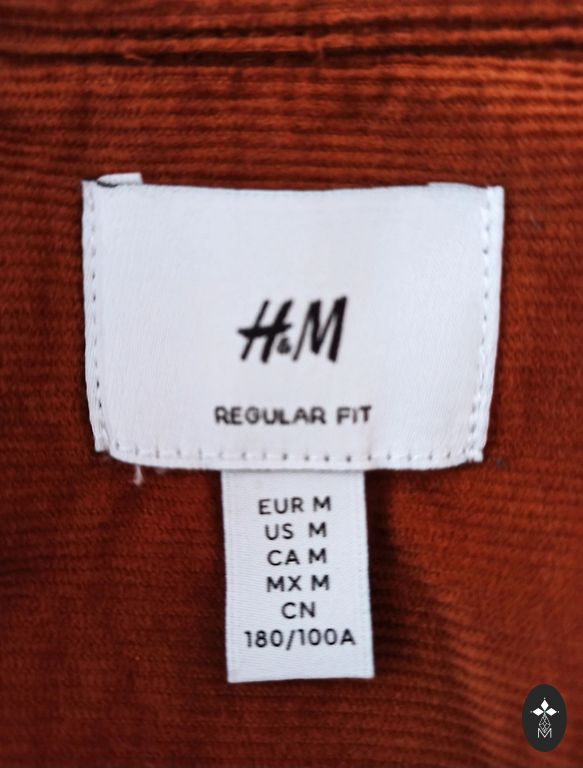 H&M
REGULAR FIT
EUR M
US M
CA M
MX M
CN
180/100A
M